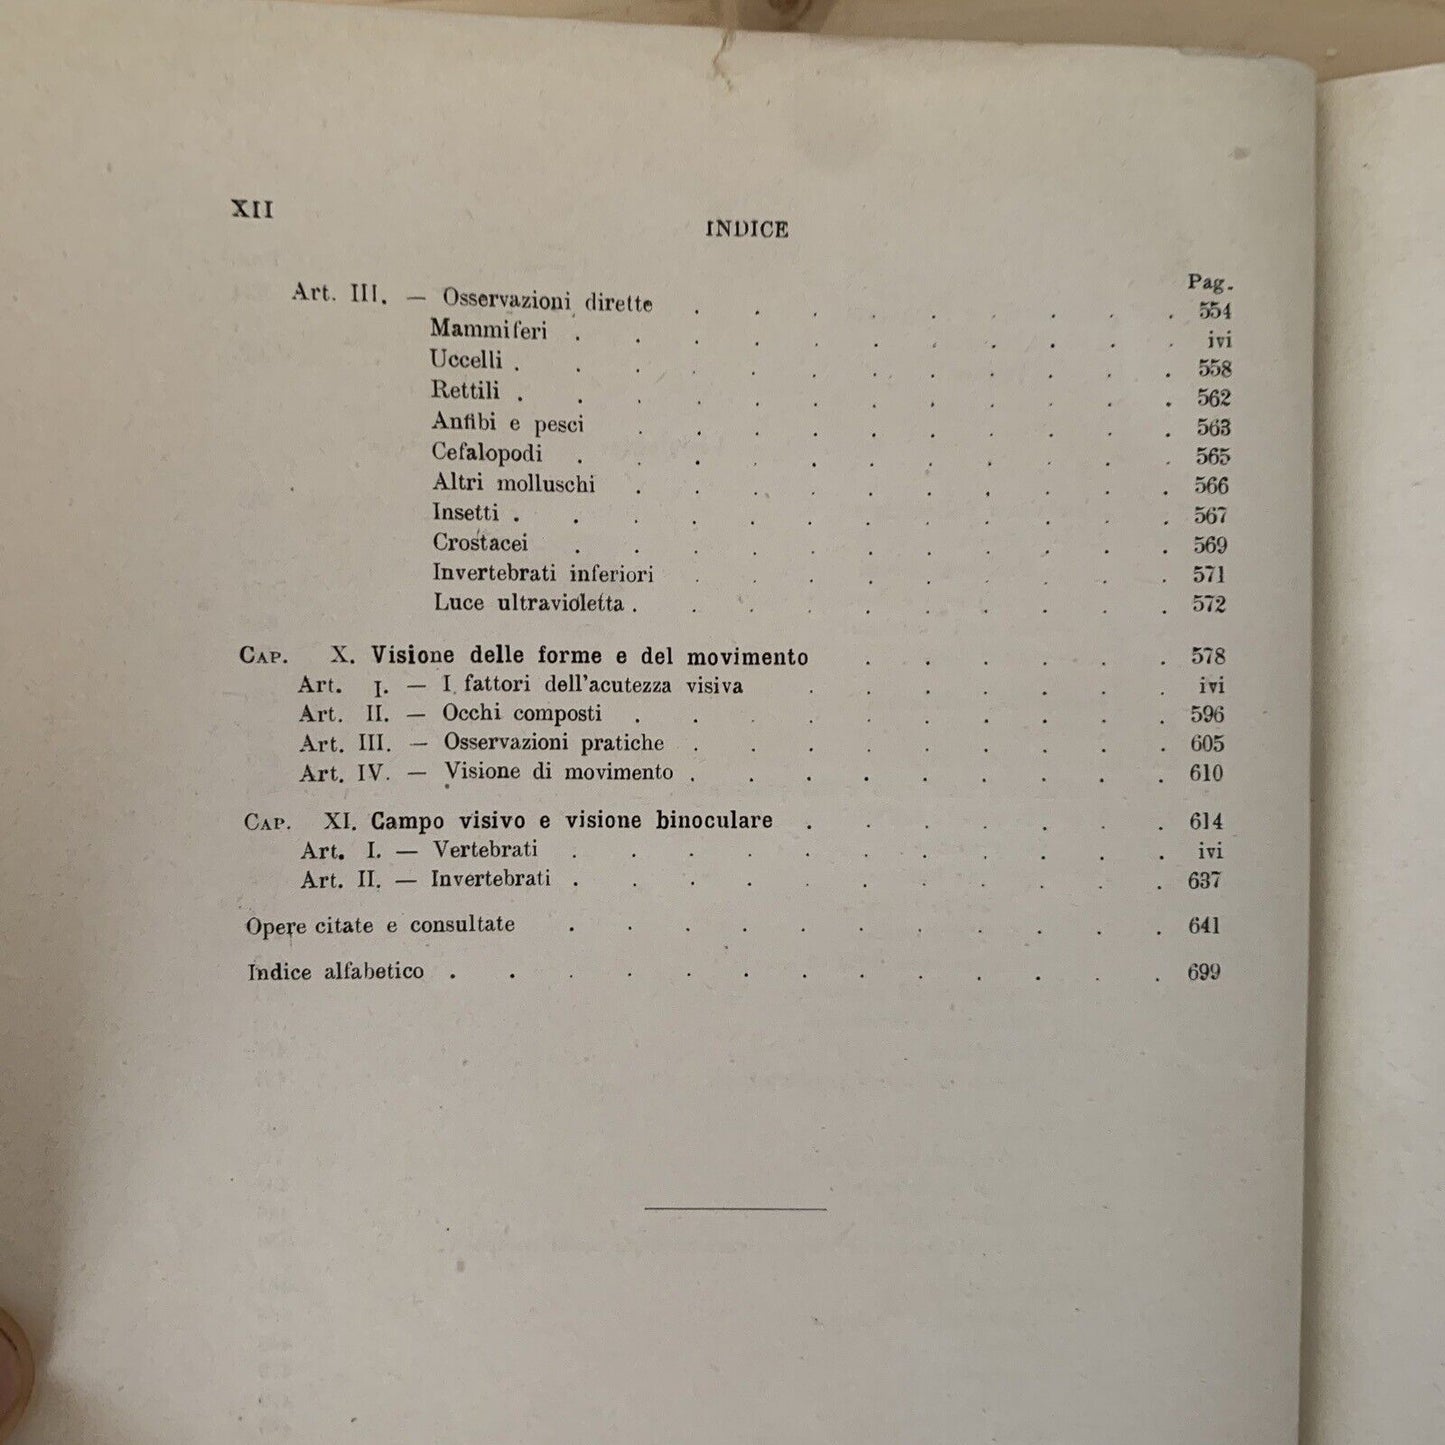 XII
INDICE
Pag.
Art. III. — Osservazioni dirette . . . . . . . . . 554
Mammiferi . . . . . . . . . . . ivi
Uccelli . . . . . . . . . . . . 558
Rettili . . . . . . . . . . . . 562
Anfibi e pesci . . . . . . . . . . 563
Cefalopodi . . . . . . . . . . . 565
Altri molluschi . . . . . . . . . . 566
Insetti . . . . . . . . . . . . 567
Crostacei . . . . . . . . . . . 569
Invertebrati inferiori . . . . . . . . . 571
Luce ultravioletta . . . . . . . . . . 572
CAP. X. Visione delle forme e del movimento . . . . . . 578
Art. I. — I fattori dell'acutezza visiva . . . . . . . ivi
Art. II. — Occhi composti . . . . . . . . . . 596
Art. III. — Osservazioni pratiche . . . . . . . . . 605
Art. IV. — Visione di movimento . . . . . . . . . 610
CAP. XI. Campo visivo e visione binoculare . . . . . . . 614
Art. I. — Vertebrati . . . . . . . . . . . ivi
Art. II. — Invertebrati . . . . . . . . . . . 637
Opere citate e consultate . . . . . . . . . . . 641
Indice alfabetico . . . . . . . . . . . . . 699